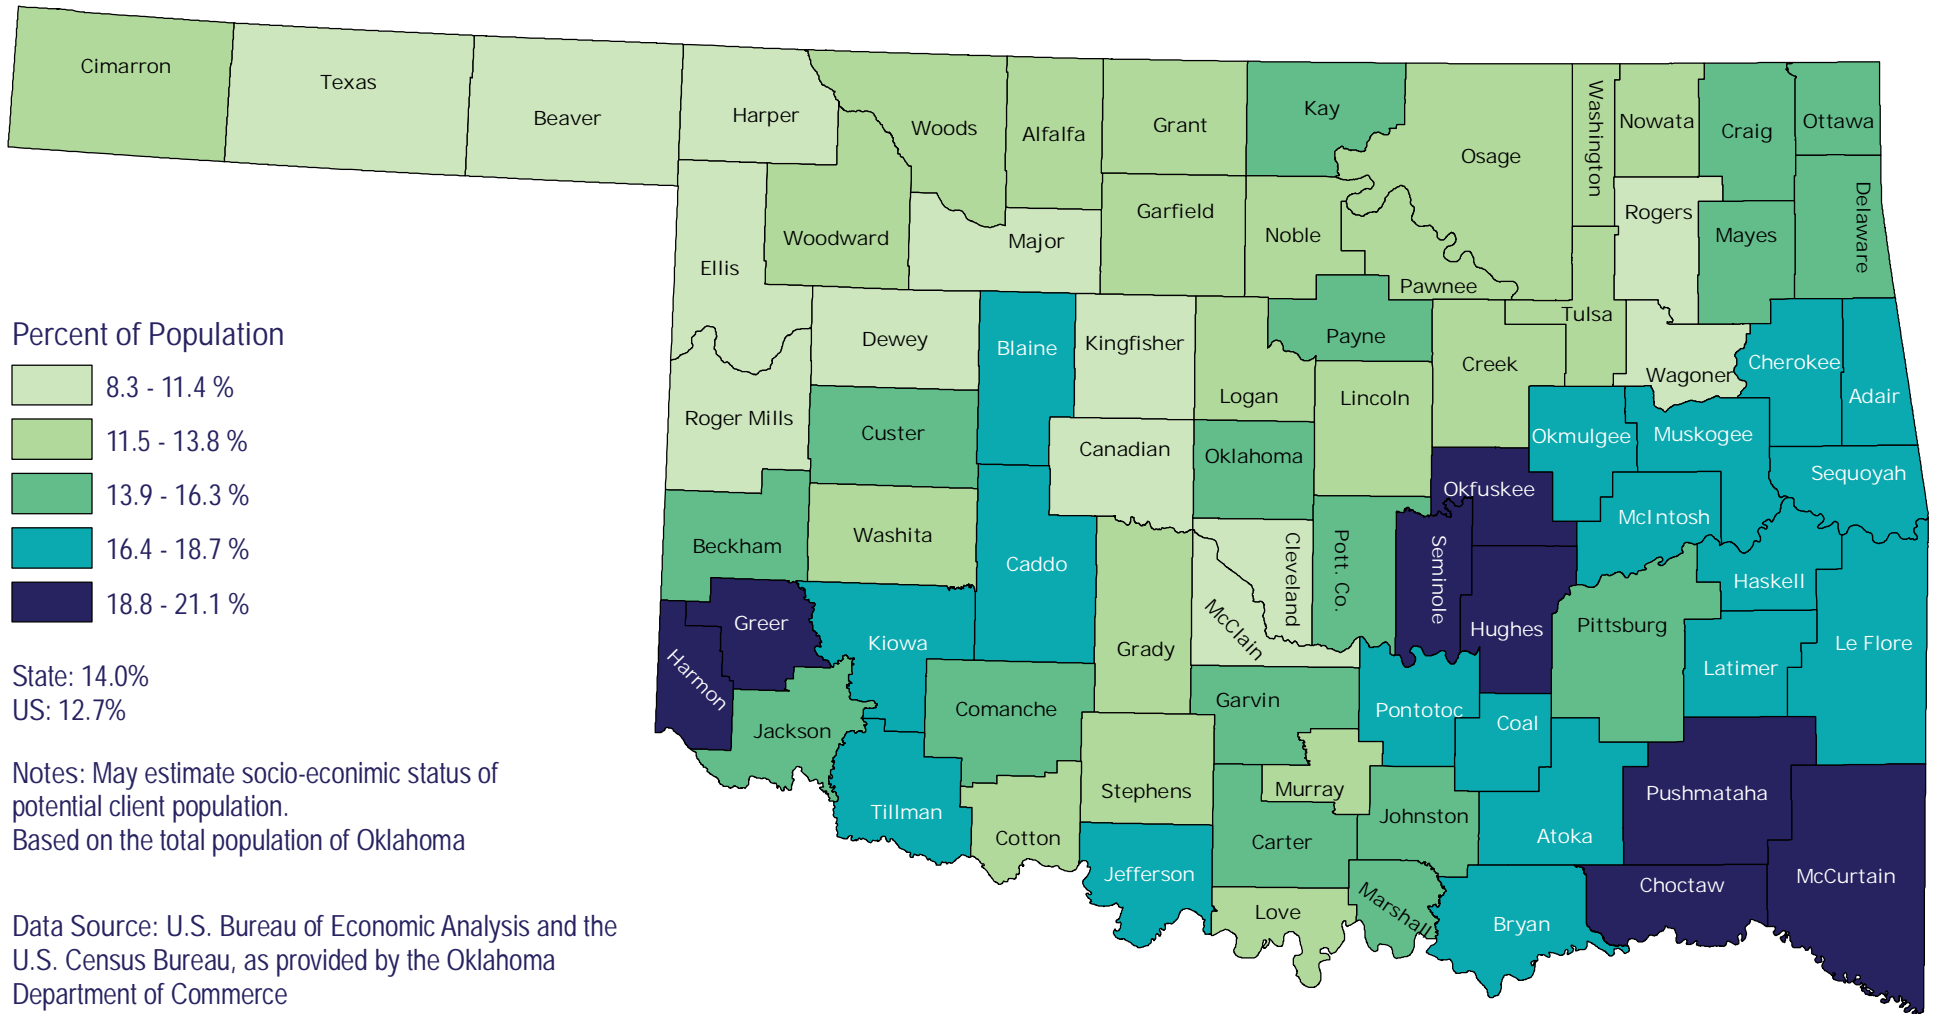 Cimarron
Texas
Beaver
Harper
Woods
Alfalfa
Grant
Kay
Osage
Washington
Nowata
Craig
Ottawa
Delaware
Rogers
Mayes
Ellis
Woodward
Major
Garfield
Noble
Pawnee
Tulsa
Percent of Population
8.3 - 11.4 %
11.5 - 13.8 %
13.9 - 16.3 %
16.4 - 18.7 %
18.8 - 21.1 %
Dewey
Blaine
Kingfisher
Payne
Creek
Wagoner
Cherokee
Adair
Logan
Lincoln
Roger Mills
Custer
Canadian
Oklahoma
Okmulgee
Muskogee
Sequoyah
Okfuskee
McIntosh
Beckham
Washita
Caddo
Cleveland
Pott. Co.
Seminole
Haskell
Greer
Kiowa
Grady
McClain
Hughes
Pittsburg
Latimer
Le Flore
Harmon
State: 14.0%
US: 12.7%
Jackson
Comanche
Garvin
Pontotoc
Coal
Notes: May estimate socio-econimic status of
potential client population.
Based on the total population of Oklahoma
Tillman
Stephens
Murray
Johnston
Pushmataha
Cotton
Carter
Atoka
Jefferson
Choctaw
McCurtain
Love
Marshall
Bryan
Data Source: U.S. Bureau of Economic Analysis and the
U.S. Census Bureau, as provided by the Oklahoma
Department of Commerce